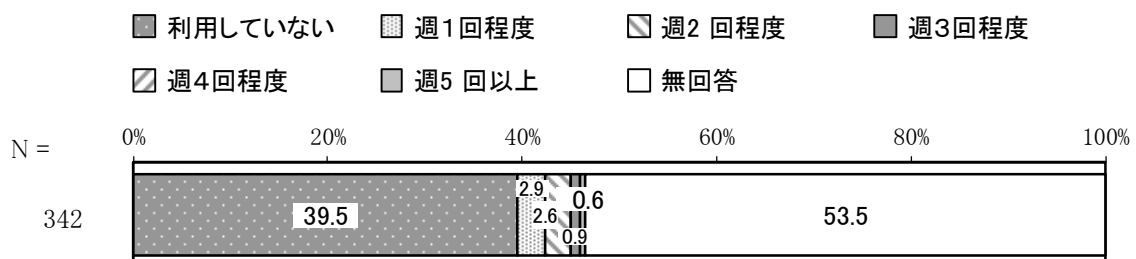 利用していない 週1回程度 週2 回程度 週3回程度
週4回程度 週5 回以上 無回答
N = 0% 20% 40% 60% 80% 100%
342 39.5 2.9 2.6 0.9 0.6 53.5